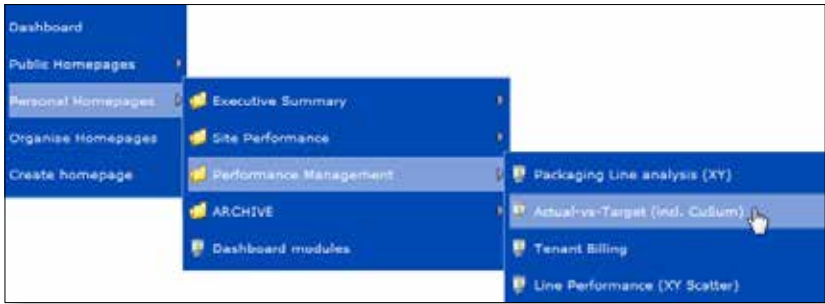 Dashboard
Public Homepages
Personal Homepages
Organise Homepages
Create homepage
Executive Summary
Site Performance
Performance Management
ARCHIVE
Dashboard modules
Packaging Line analysis (XY)
Actual-vs-Target (incl. CuSum)
Tenant Billing
Line Performance (XY Scatter)